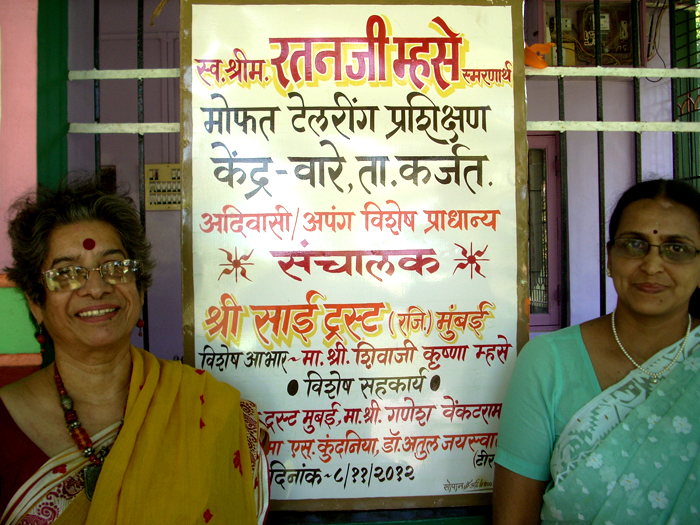 स्व. श्रीम. रतनजी म्हसे स्मरणार्थ
मोफत टेलरींग प्रशिक्षण
केंद्र-वारे, ता. कर्जत.
अदिवासी/अपंग विशेष प्राधान्य
संचालक
श्री साई ट्रस्ट (रजि.) मुंबई
विशेष आभार~ मा. श्री. शिवाजी कृष्णा म्हसे
• विशेष सहकार्य •
ट्रस्ट मुंबई, मा. श्री. गणेश वेंकटराम
मा एस. कुंदनिया, डॉ. अतुल जयस्वा
(टीर
दिनांक~ ८/११/२०१२
सोपान